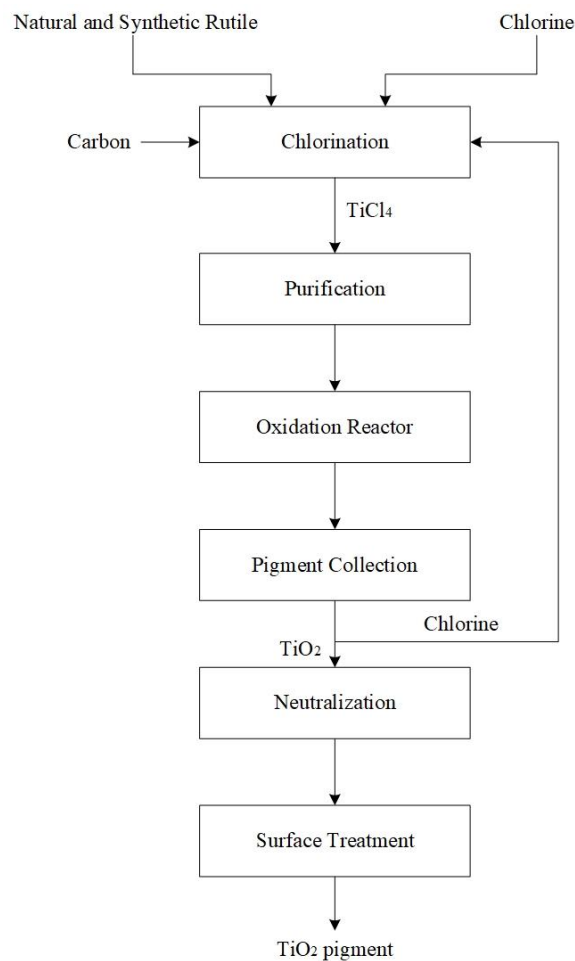 Natural and Synthetic Rutile
Chlorine
Carbon
Chlorination
TiCl₄
Purification
Oxidation Reactor
Pigment Collection
Chlorine
TiO₂
Neutralization
Surface Treatment
TiO₂ pigment